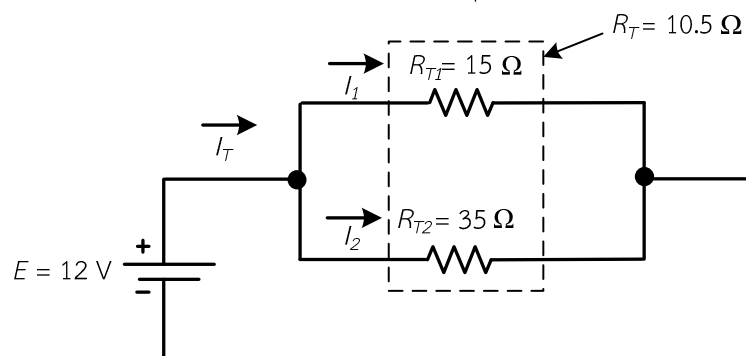 R_T = 10.5 Ω
R_T1 = 15 Ω
I_1
I_T
R_T2 = 35 Ω
I_2
+
E = 12 V
−